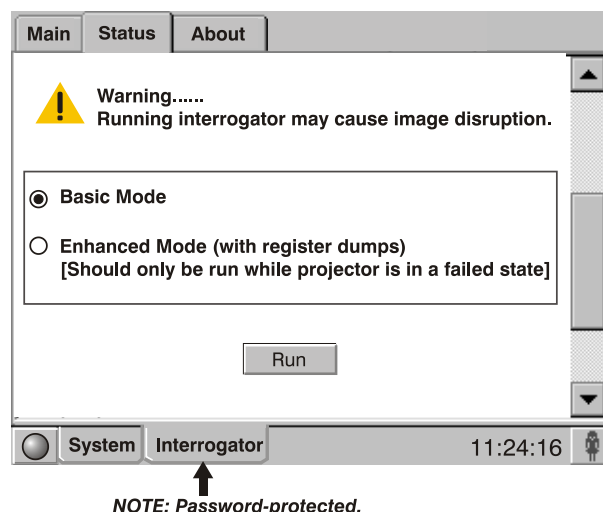 Main Status About
Warning......
Running interrogator may cause image disruption.
Basic Mode
Enhanced Mode (with register dumps)
[Should only be run while projector is in a failed state]
Run
System Interrogator 11:24:16
NOTE: Password-protected.